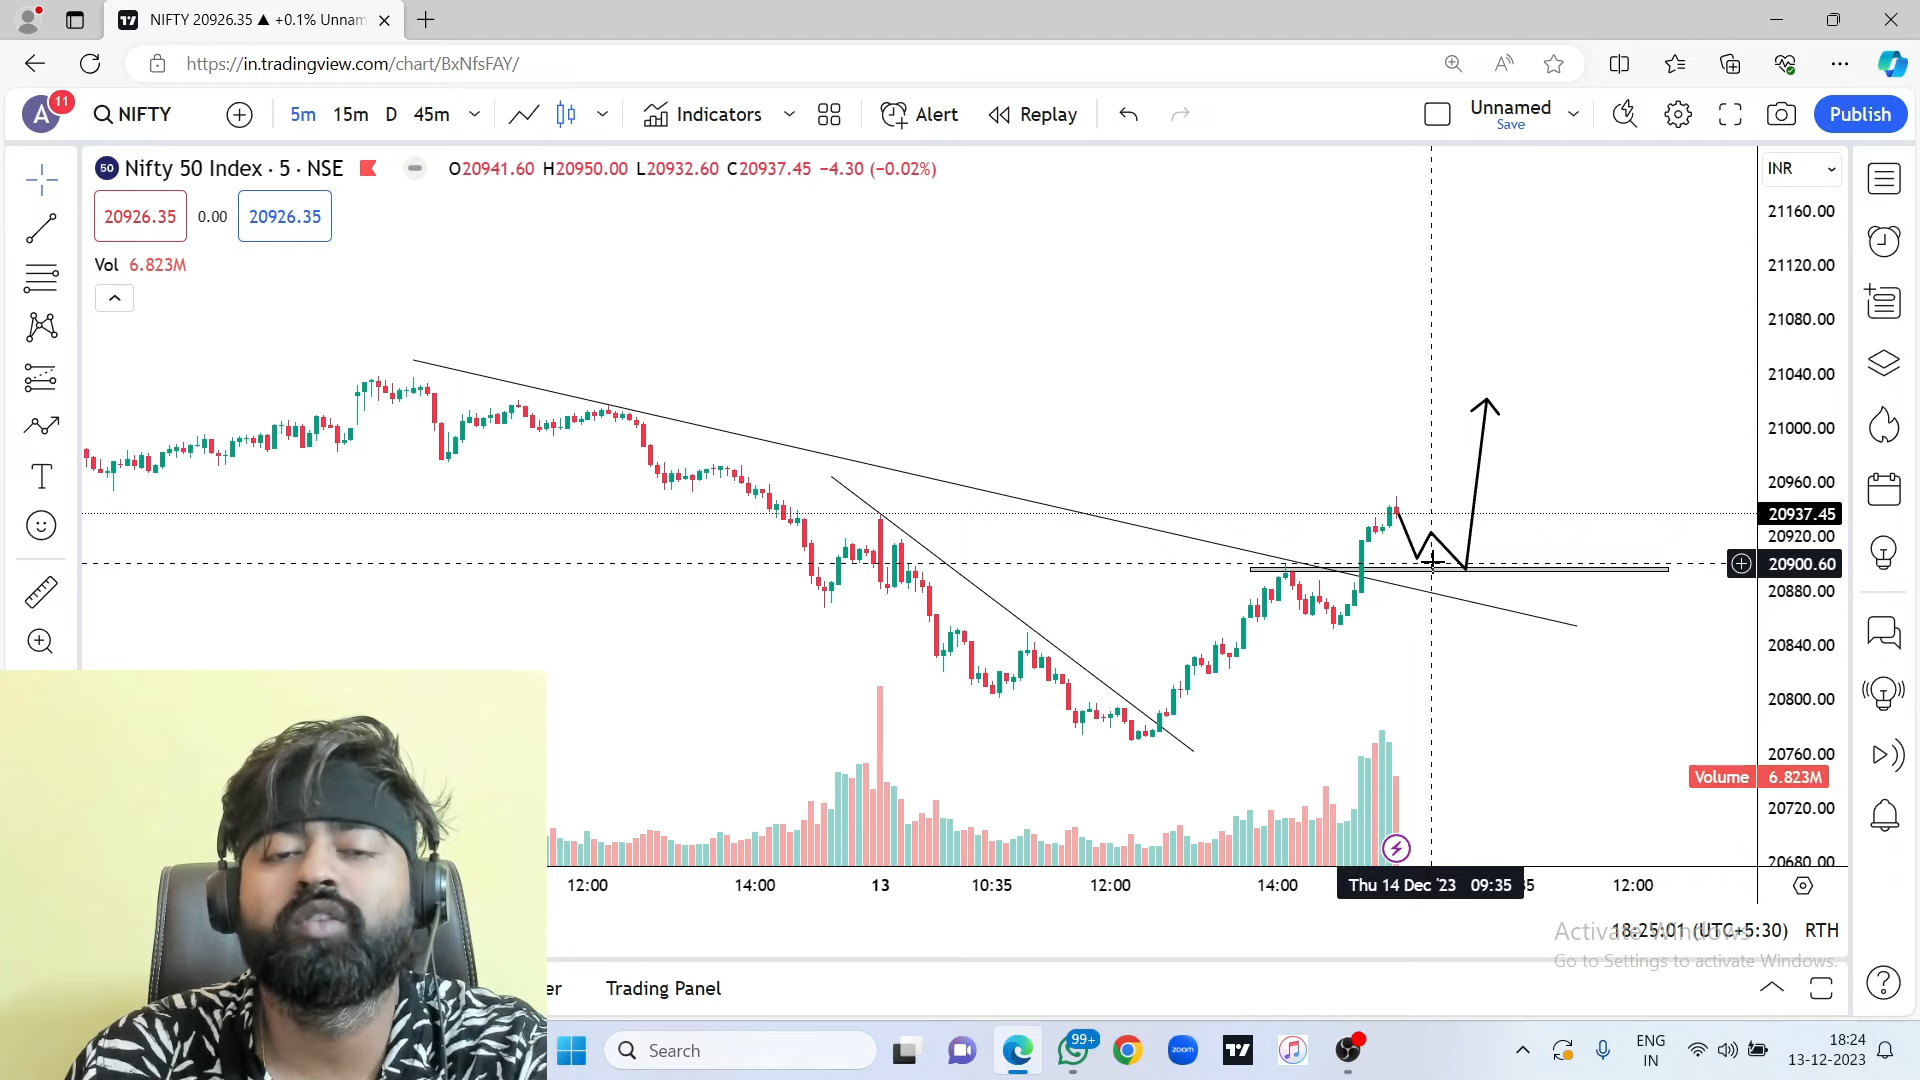 NIFTY 20926.35 ▲ +0.1% Unnam
https://in.tradingview.com/chart/BxNfsFAY/
A 11 NIFTY 5m 15m D 45m Indicators Alert Replay Unnamed Save Publish
50 Nifty 50 Index · 5 · NSE O20941.60 H20950.00 L20932.60 C20937.45 −4.30 (−0.02%) INR
20926.35 0.00 20926.35
Vol 6.823M
21160.00
21120.00
21080.00
21040.00
21000.00
20960.00
20937.45
20920.00
20900.60
20880.00
20840.00
20800.00
20760.00
Volume 6.823M
20720.00
20680.00
12:00 14:00 13 10:35 12:00 14:00 Thu 14 Dec '23 09:35 35 12:00
18:25:01 (UTC+5:30) RTH
Activate Windows
Go to Settings to activate Windows.
er Trading Panel
Search 99+ zoom ENG IN 18:24
13-12-2023